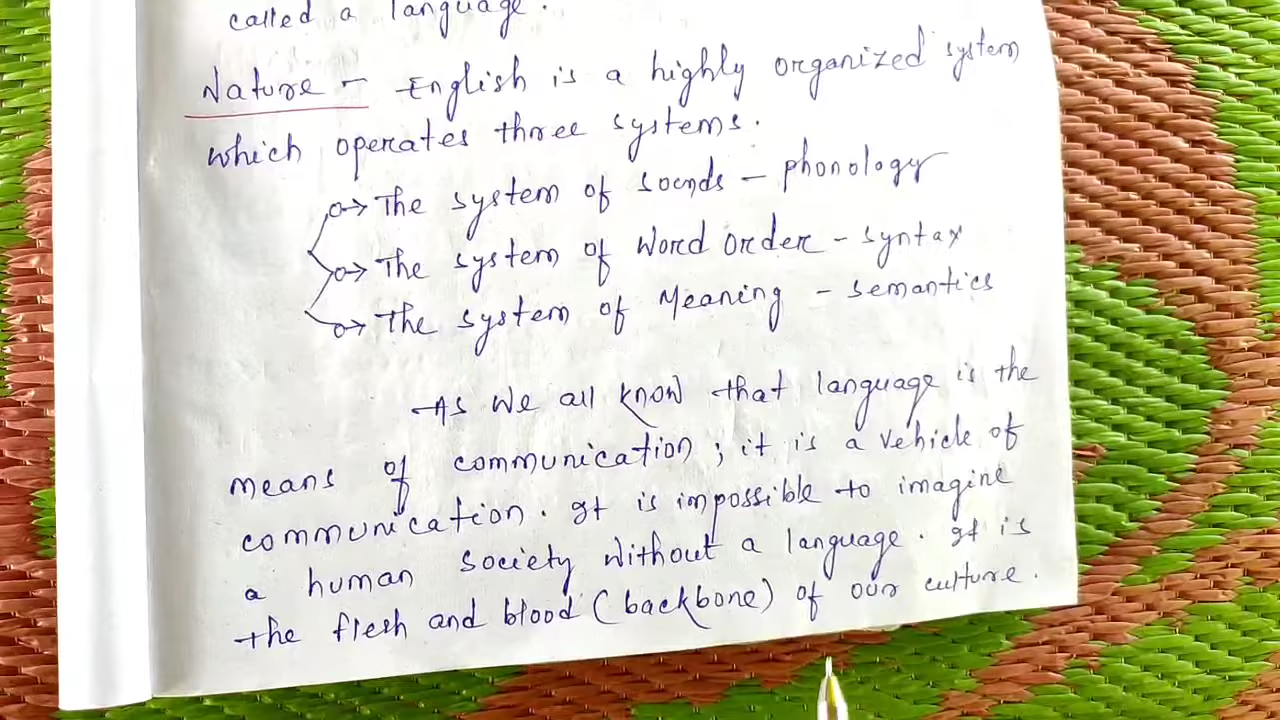 called a language.
Nature - English is a highly organized system
which operates three systems.
→ The system of sounds - phonology
→ The system of Word Order - syntax
→ The system of Meaning - semantics
As we all know that language is the
means of communication; it is a vehicle of
communication. It is impossible to imagine
a human society without a language. It is
the flesh and blood (backbone) of our culture.